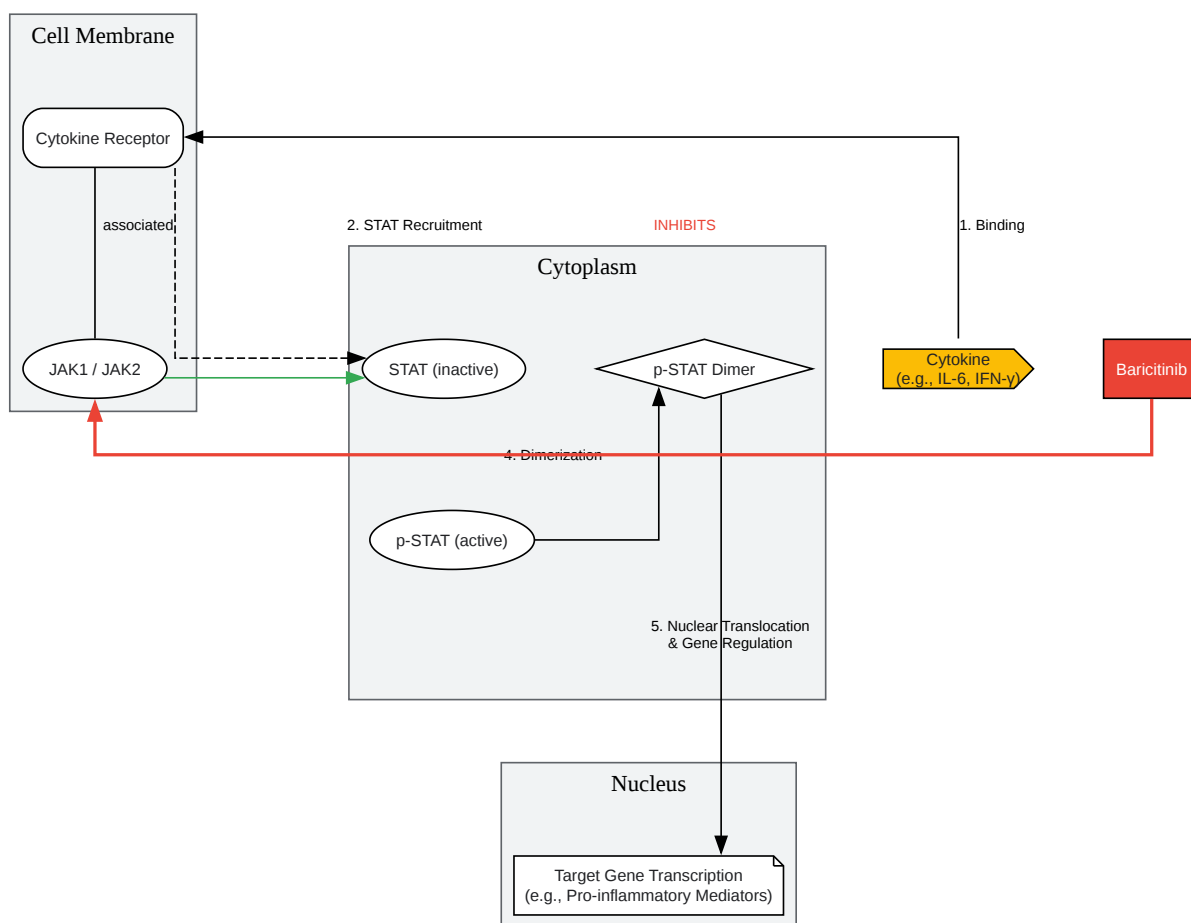 Cell Membrane
Cytokine Receptor
associated
2. STAT Recruitment
INHIBITS
1. Binding
Cytoplasm
JAK1 / JAK2
STAT (inactive)
p-STAT Dimer
Cytokine
(e.g., IL-6, IFN-γ)
Baricitinib
4. Dimerization
p-STAT (active)
5. Nuclear Translocation
& Gene Regulation
Nucleus
Target Gene Transcription
(e.g., Pro-inflammatory Mediators)